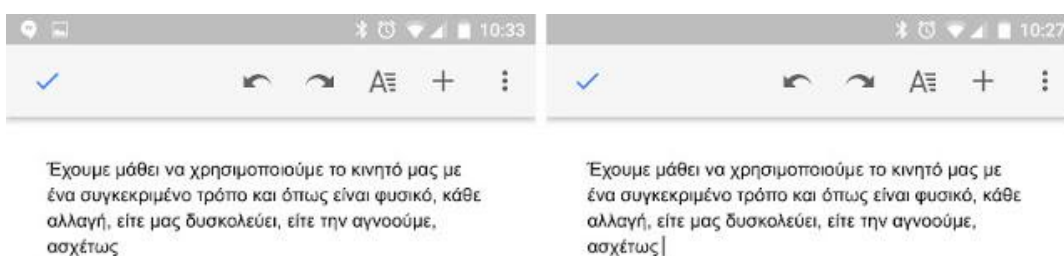 10:33
Έχουμε μάθει να χρησιμοποιούμε το κινητό μας με
ένα συγκεκριμένο τρόπο και όπως είναι φυσικό, κάθε
αλλαγή, είτε μας δυσκολεύει, είτε την αγνοούμε,
ασχέτως
10:27
Έχουμε μάθει να χρησιμοποιούμε το κινητό μας με
ένα συγκεκριμένο τρόπο και όπως είναι φυσικό, κάθε
αλλαγή, είτε μας δυσκολεύει, είτε την αγνοούμε,
ασχέτως